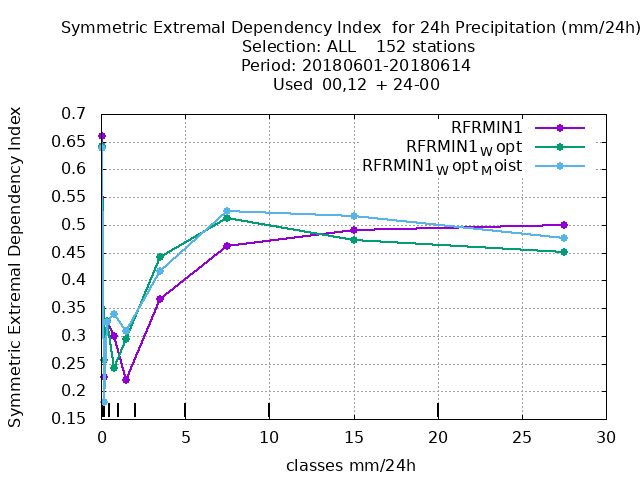 Symmetric Extremal Dependency Index  for 24h Precipitation (mm/24h)
Selection: ALL    152 stations
Period: 20180601-20180614
Used  00,12  + 24-00
Symmetric Extremal Dependency Index
0.7
0.65
0.6
0.55
0.5
0.45
0.4
0.35
0.3
0.25
0.2
0.15
RFRMIN1
RFRMIN1WOpt
RFRMIN1WoptMoist
0 5 10 15 20 25 30
classes mm/24h